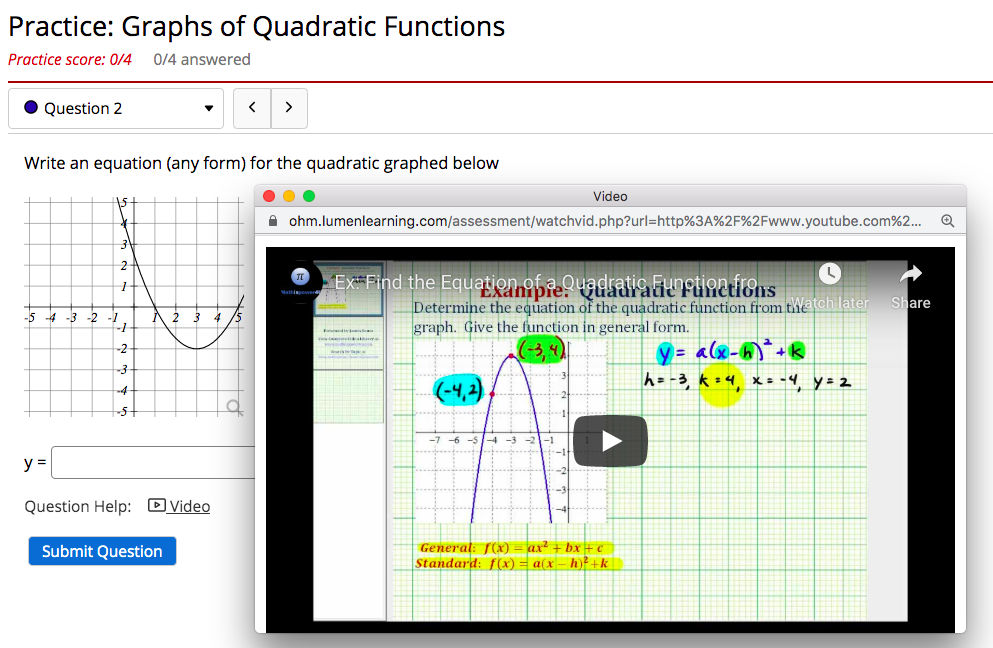 Practice: Graphs of Quadratic Functions
Practice score: 0/4 0/4 answered
Question 2 < >
Write an equation (any form) for the quadratic graphed below
5
4
3
2
1
-5 -4 -3 -2 -1 1 2 3 4 5
-1
-2
-3
-4
-5
y =
Question Help: Video
Submit Question
Video
ohm.lumenlearning.com/assessment/watchvid.php?url=http%3A%2F%2Fwww.youtube.com%2...
π
Ex: Find the Equation of a Quadratic Function fro...
Watch later Share
Example: Quadratic Functions
Determine the equation of the quadratic function from the
graph. Give the function in general form.
(-3, 4)
(-4, 2)
3
2
1
-7 -6 -5 -4 -3 -2 -1 1
-1
-2
-3
-4
y = a(x-h)² + k
h = -3, k = 4, x = -4, y = 2
General: f(x) = ax² + bx + c
Standard: f(x) = a(x – h)² + k